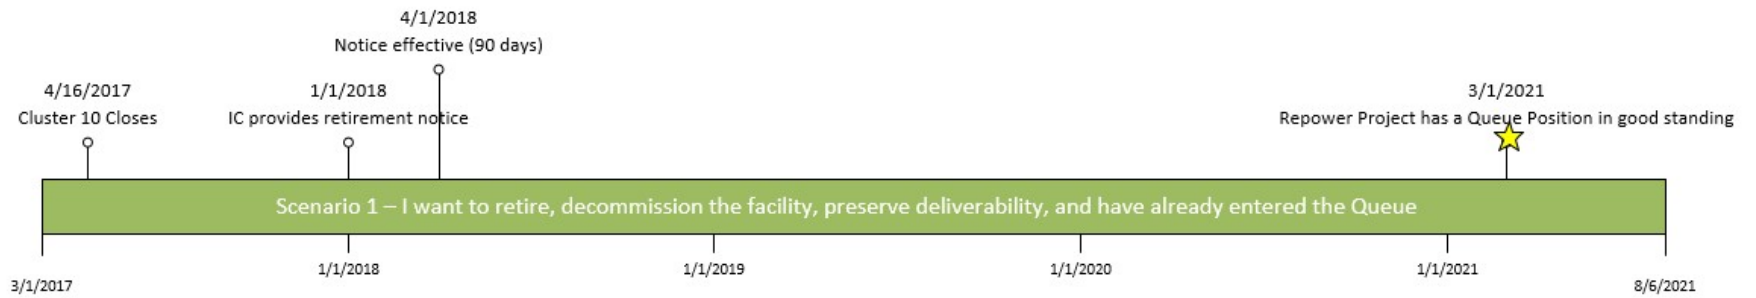 4/1/2018
Notice effective (90 days)
4/16/2017
Cluster 10 Closes
1/1/2018
IC provides retirement notice
3/1/2021
Repower Project has a Queue Position in good standing
Scenario 1 – I want to retire, decommission the facility, preserve deliverability, and have already entered the Queue
3/1/2017
1/1/2018
1/1/2019
1/1/2020
1/1/2021
8/6/2021